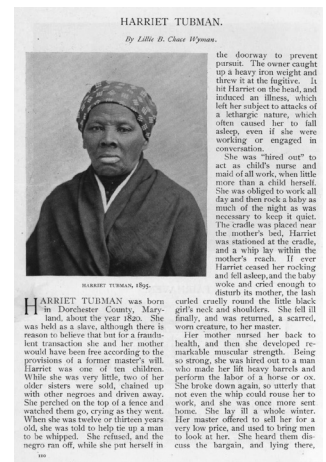 HARRIET TUBMAN.
By Lillie B. Chace Wyman.
HARRIET TUBMAN, 1895.
HARRIET TUBMAN was born
in Dorchester County, Mary-
land, about the year 1820. She
was held as a slave, although there is
reason to believe that but for a fraudu-
lent transaction she and her mother
would have been free according to the
provisions of a former master's will.
Harriet was one of ten children.
While she was very little, two of her
older sisters were sold, chained up
with other negroes and driven away.
She perched on the top of a fence and
watched them go, crying as they went.
When she was twelve or thirteen years
old, she was told to help tie up a man
to be whipped. She refused, and the
negro ran off, while she put herself in
110
the doorway to prevent
pursuit. The owner caught
up a heavy iron weight and
threw it at the fugitive. It
hit Harriet on the head, and
induced an illness, which
left her subject to attacks of
a lethargic nature, which
often caused her to fall
asleep, even if she were
working or engaged in
conversation.
She was "hired out" to
act as child's nurse and
maid of all work, when little
more than a child herself.
She was obliged to work all
day and then rock a baby as
much of the night as was
necessary to keep it quiet.
The cradle was placed near
the mother's bed, Harriet
was stationed at the cradle,
and a whip lay within the
mother's reach. If ever
Harriet ceased her rocking
and fell asleep, and the baby
woke and cried enough to
disturb its mother, the lash
curled cruelly round the little black
girl's neck and shoulders. She fell ill
finally, and was returned, a scarred,
worn creature, to her master.
Her mother nursed her back to
health, and then she developed re-
markable muscular strength. Being
so strong, she was hired out to a man
who made her lift heavy barrels and
perform the labor of a horse or ox.
She broke down again, so utterly that
not even the whip could rouse her to
work, and she was once more sent
home. She lay ill a whole winter.
Her master offered to sell her for a
very low price, and used to bring men
to look at her. She heard them dis-
cuss the bargain, and lying there,